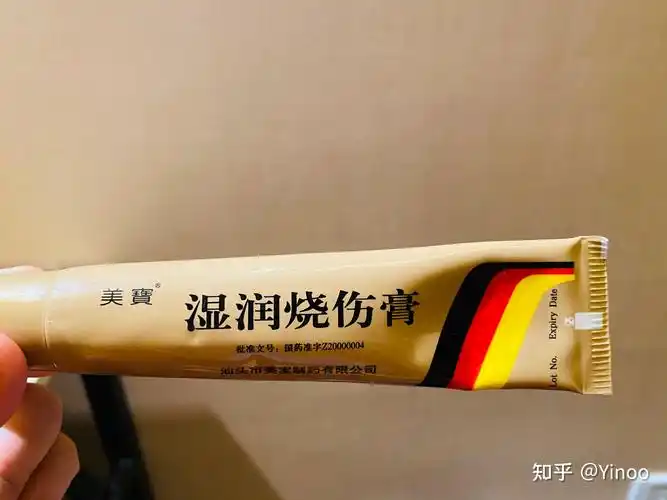 美寶®
湿润烧伤膏
批准文号：国药准字Z20000004
汕头市美宝制药有限公司
Lot No. Expiry Date
知乎 @Yinoo